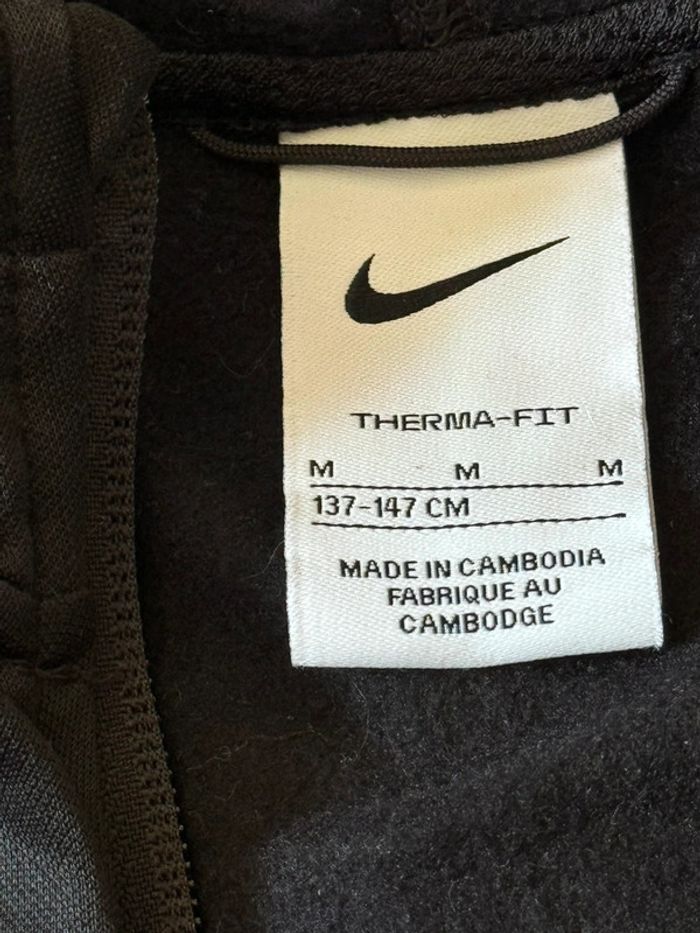 THERMA-FIT
M M M
137-147 CM
MADE IN CAMBODIA
FABRIQUE AU
CAMBODGE